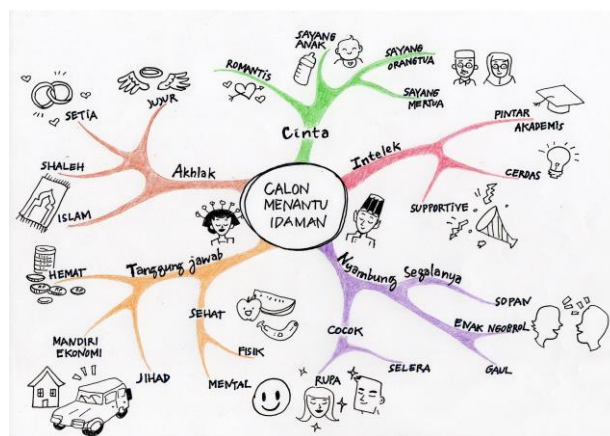 CALON
MENANTU
IDAMAN
Cinta
ROMANTIS
SAYANG
ANAK
SAYANG
ORANGTUA
SAYANG
MERTUA
Intelek
PINTAR
AKADEMIS
CERDAS
SUPPORTIVE
Nyambung Segalanya
SOPAN
ENAK NGOBROL
GAUL
COCOK
SELERA
RUPA
Tanggung jawab
SEHAT
FISIK
MENTAL
JIHAD
MANDIRI
EKONOMI
HEMAT
Akhlak
ISLAM
SHALEH
SETIA
JUJUR